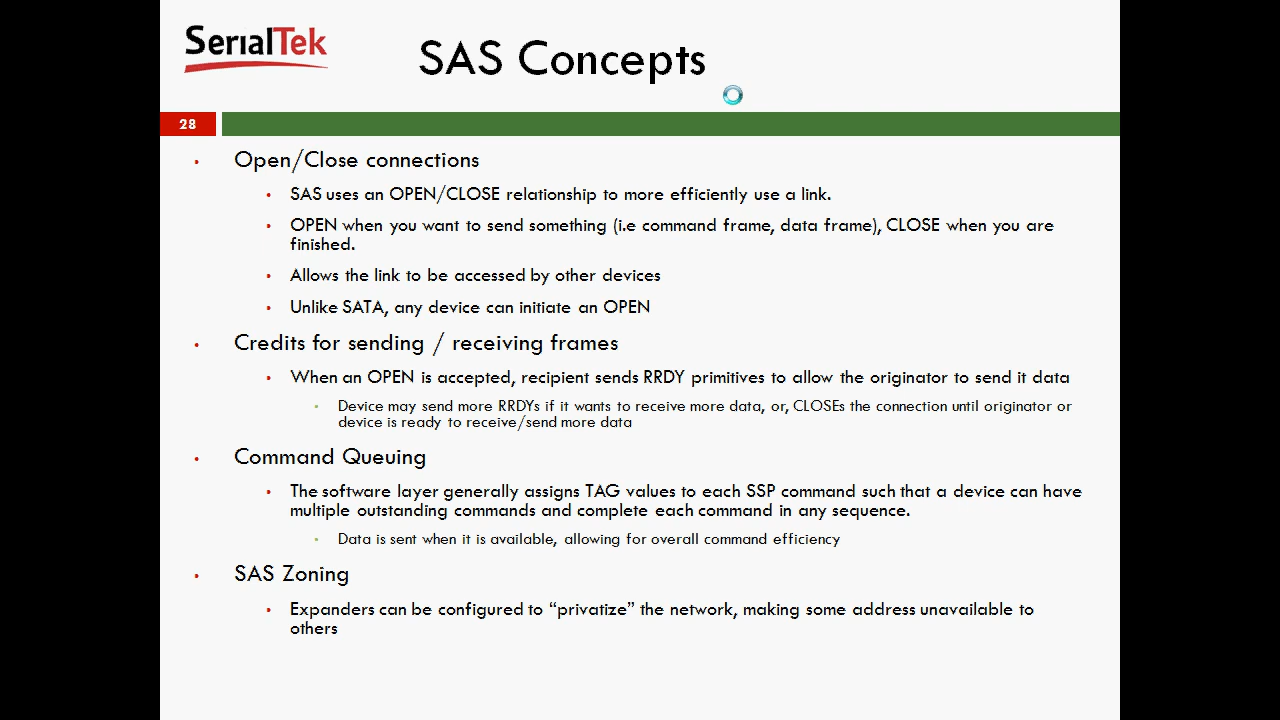 SerialTek
SAS Concepts
28
• Open/Close connections
• SAS uses an OPEN/CLOSE relationship to more efficiently use a link.
• OPEN when you want to send something (i.e command frame, data frame), CLOSE when you are
finished.
• Allows the link to be accessed by other devices
• Unlike SATA, any device can initiate an OPEN
• Credits for sending / receiving frames
• When an OPEN is accepted, recipient sends RRDY primitives to allow the originator to send it data
• Device may send more RRDYs if it wants to receive more data, or, CLOSEs the connection until originator or
device is ready to receive/send more data
• Command Queuing
• The software layer generally assigns TAG values to each SSP command such that a device can have
multiple outstanding commands and complete each command in any sequence.
• Data is sent when it is available, allowing for overall command efficiency
• SAS Zoning
• Expanders can be configured to “privatize” the network, making some address unavailable to
others